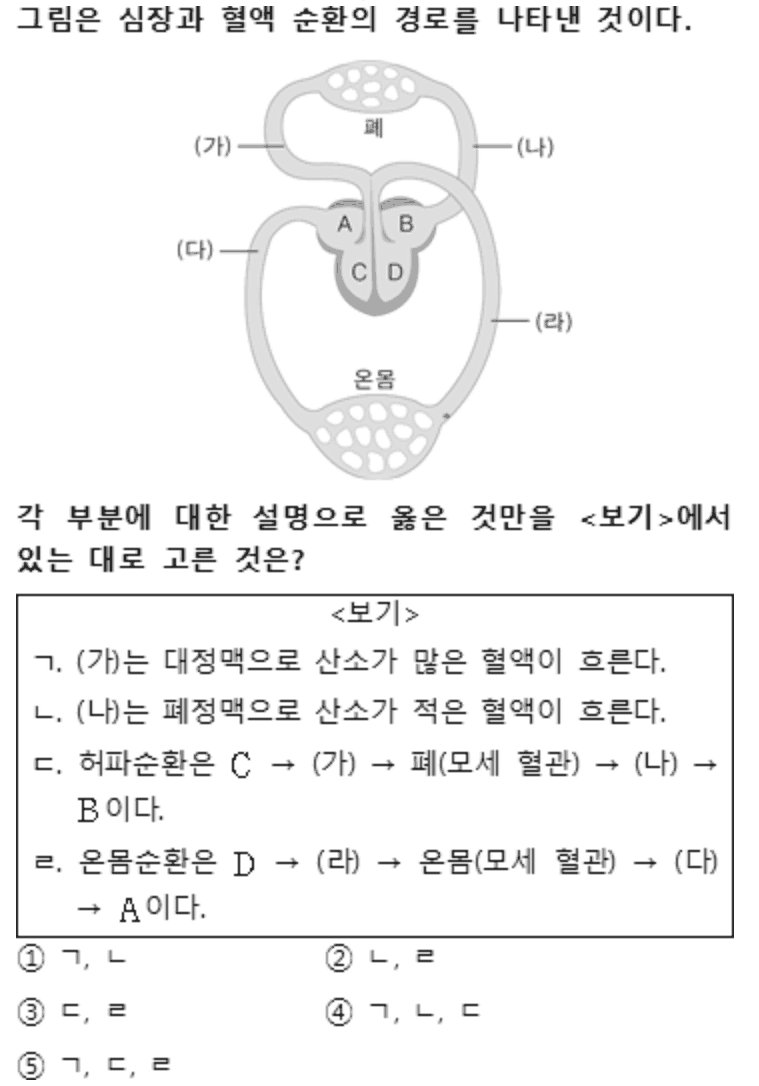 그림은 심장과 혈액 순환의 경로를 나타낸 것이다.
폐
(가)
(나)
A
B
(다)
C
D
(라)
온몸
각 부분에 대한 설명으로 옳은 것만을 <보기>에서
있는 대로 고른 것은?
<보기>
ㄱ. (가)는 대정맥으로 산소가 많은 혈액이 흐른다.
ㄴ. (나)는 폐정맥으로 산소가 적은 혈액이 흐른다.
ㄷ. 허파순환은 C → (가) → 폐(모세 혈관) → (나) →
B이다.
ㄹ. 온몸순환은 D → (라) → 온몸(모세 혈관) → (다)
→ A이다.
① ㄱ, ㄴ ② ㄴ, ㄹ
③ ㄷ, ㄹ ④ ㄱ, ㄴ, ㄷ
⑤ ㄱ, ㄷ, ㄹ